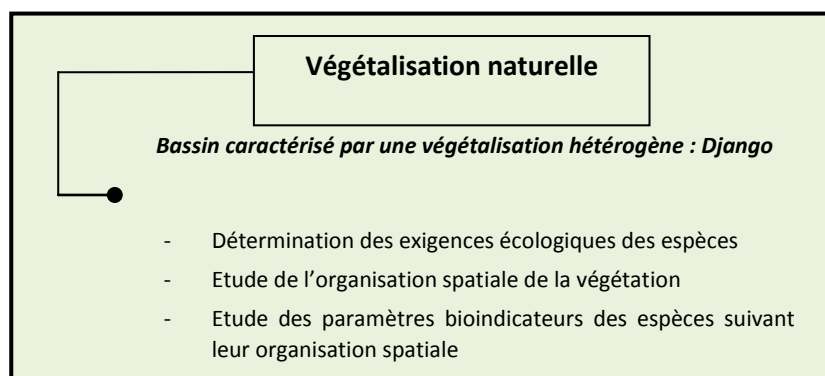 Végétalisation naturelle
Bassin caractérisé par une végétalisation hétérogène : Django
- Détermination des exigences écologiques des espèces
- Etude de l'organisation spatiale de la végétation
- Etude des paramètres bioindicateurs des espèces suivant
leur organisation spatiale